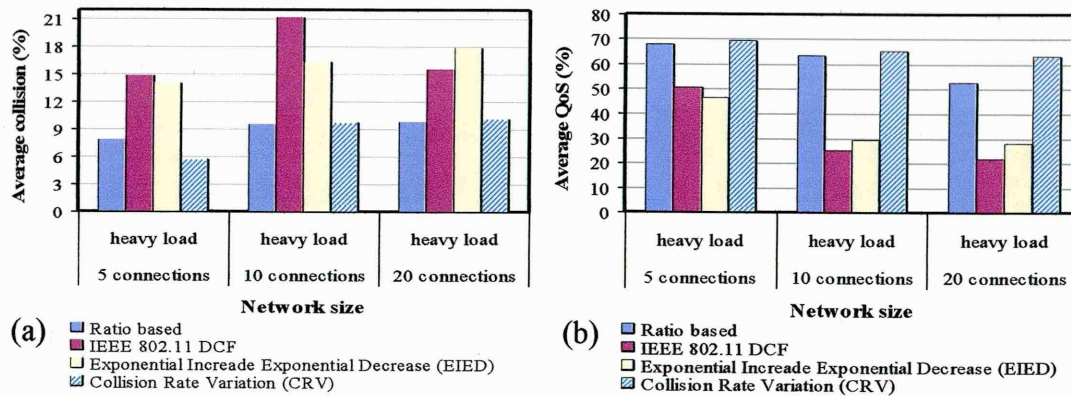 Average collision (%)
21
18
15
12
9
6
3
0
heavy load heavy load heavy load
5 connections 10 connections 20 connections
Network size
(a)
Ratio based
IEEE 802.11 DCF
Exponential Increade Exponential Decrease (EIED)
Collision Rate Variation (CRV)
Average QoS (%)
80
70
60
50
40
30
20
10
0
heavy load heavy load heavy load
5 connections 10 connections 20 connections
Network size
(b)
Ratio based
IEEE 802.11 DCF
Exponential Increade Exponential Decrease (EIED)
Collision Rate Variation (CRV)